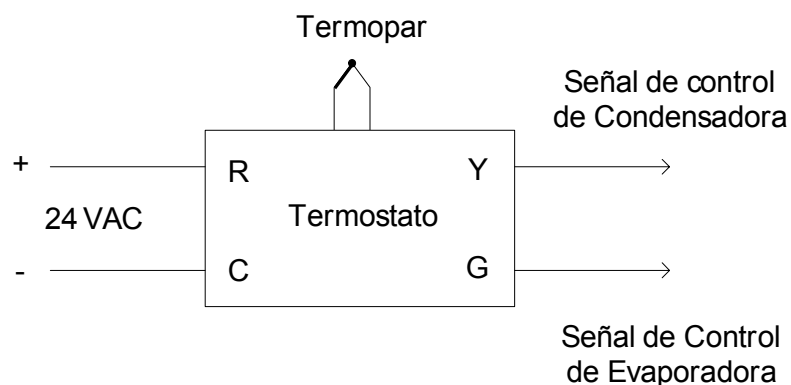 Termopar
Señal de control
de Condensadora
+
R
Y
24 VAC
Termostato
-
C
G
Señal de Control
de Evaporadora